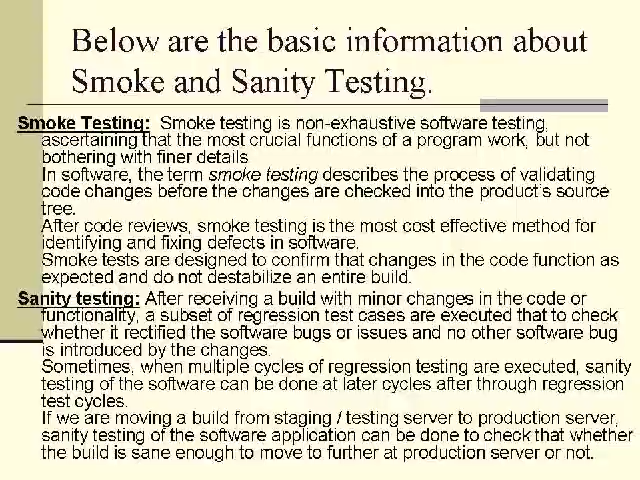 Below are the basic information about
Smoke and Sanity Testing.
Smoke Testing: Smoke testing is non-exhaustive software testing,
ascertaining that the most crucial functions of a program work, but not
bothering with finer details
In software, the term smoke testing describes the process of validating
code changes before the changes are checked into the product's source
tree.
After code reviews, smoke testing is the most cost effective method for
identifying and fixing defects in software.
Smoke tests are designed to confirm that changes in the code function as
expected and do not destabilize an entire build.
Sanity testing: After receiving a build with minor changes in the code or
functionality, a subset of regression test cases are executed that to check
whether it rectified the software bugs or issues and no other software bug
is introduced by the changes.
Sometimes, when multiple cycles of regression testing are executed, sanity
testing of the software can be done at later cycles after through regression
test cycles.
If we are moving a build from staging / testing server to production server,
sanity testing of the software application can be done to check that whether
the build is sane enough to move to further at production server or not.